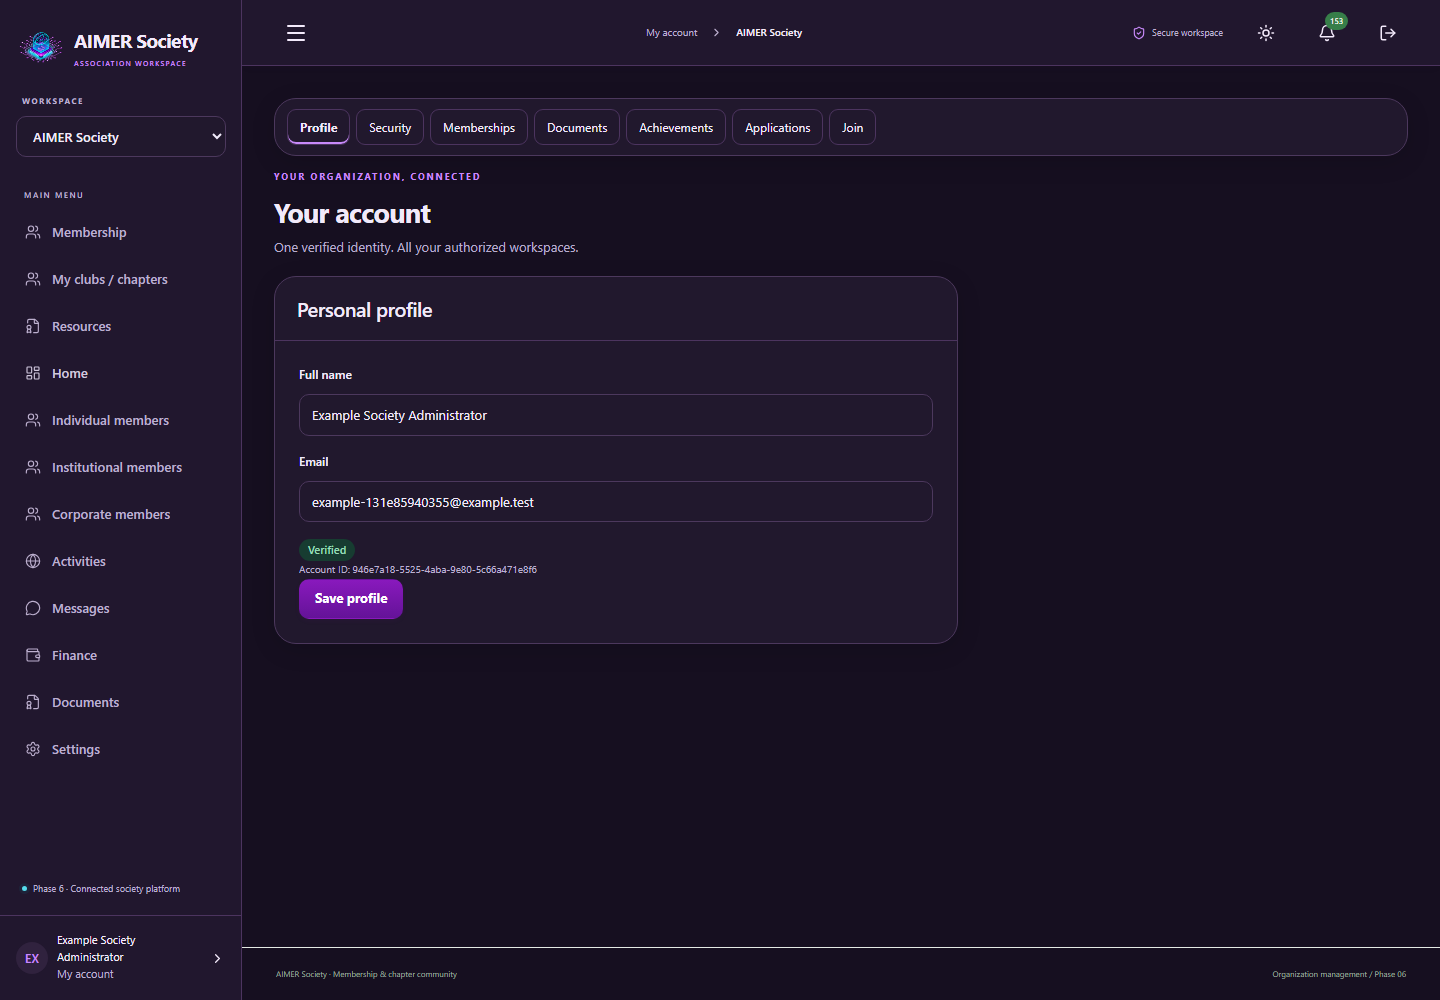 AIMER Society
ASSOCIATION WORKSPACE
WORKSPACE
AIMER Society
MAIN MENU
Membership
My clubs / chapters
Resources
Home
Individual members
Institutional members
Corporate members
Activities
Messages
Finance
Documents
Settings
Phase 6 · Connected society platform
EX
Example Society
Administrator
My account
My account > AIMER Society
Secure workspace
153
Profile
Security
Memberships
Documents
Achievements
Applications
Join
YOUR ORGANIZATION, CONNECTED
Your account
One verified identity. All your authorized workspaces.
Personal profile
Full name
Example Society Administrator
Email
example-131e85940355@example.test
Verified
Account ID: 946e7a18-5525-4aba-9e80-5c66a471e8f6
Save profile
AIMER Society · Membership & chapter community
Organization management / Phase 06